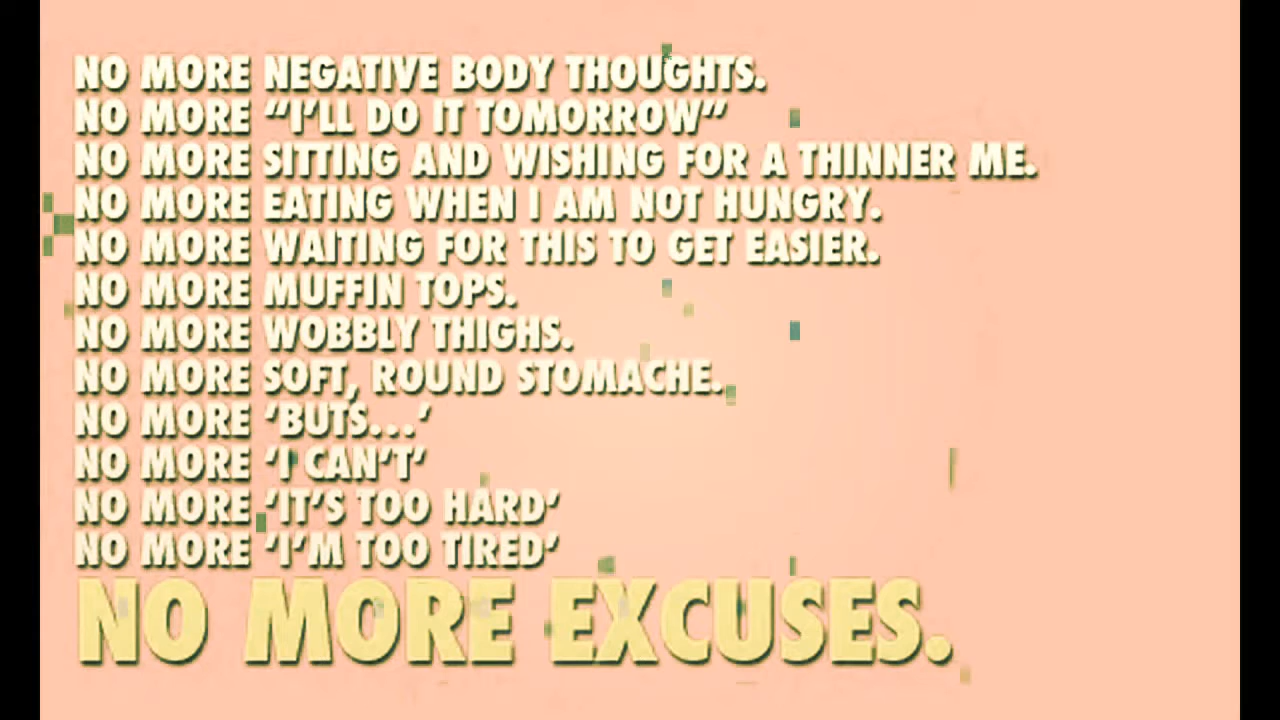 NO MORE NEGATIVE BODY THOUGHTS.
NO MORE "I'LL DO IT TOMORROW"
NO MORE SITTING AND WISHING FOR A THINNER ME.
NO MORE EATING WHEN I AM NOT HUNGRY.
NO MORE WAITING FOR THIS TO GET EASIER.
NO MORE MUFFIN TOPS.
NO MORE WOBBLY THIGHS.
NO MORE SOFT, ROUND STOMACHE.
NO MORE 'BUTS...'
NO MORE 'I CAN'T'
NO MORE 'IT'S TOO HARD'
NO MORE 'I'M TOO TIRED'
NO MORE EXCUSES.